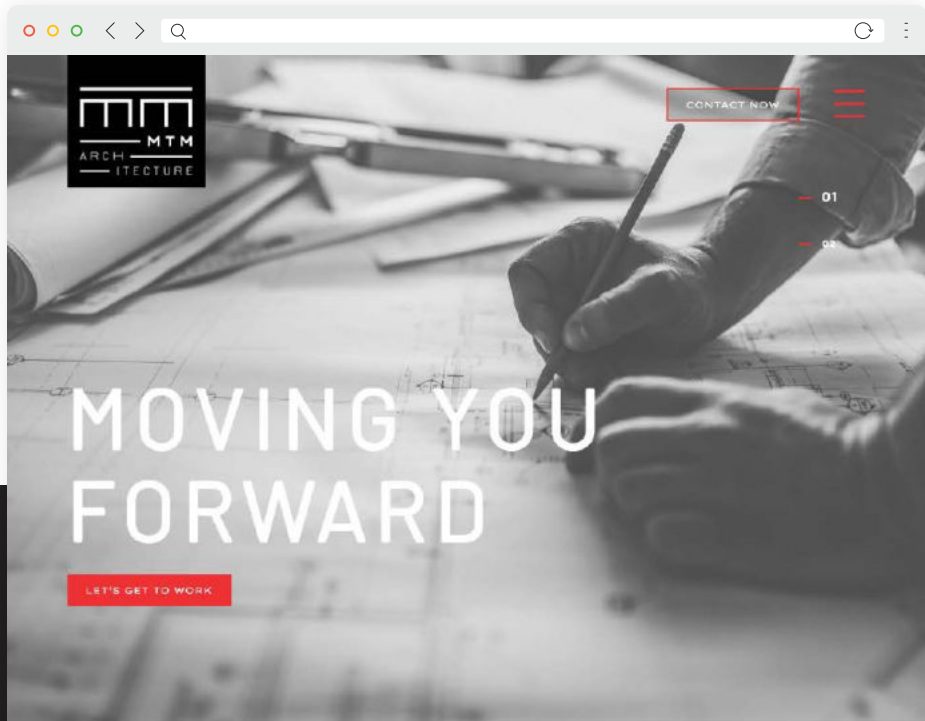 MTM
ARCH
ITECTURE
CONTACT NOW
01
02
MOVING YOU
FORWARD
LET'S GET TO WORK